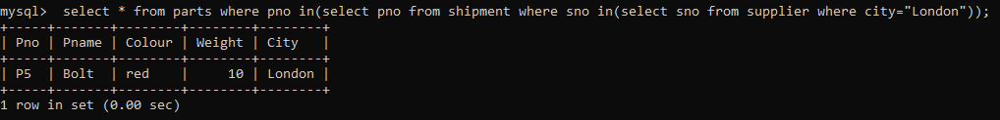 mysql>  select * from parts where pno in(select pno from shipment where sno in(select sno from supplier where city="London"));
+-----+-------+--------+--------+--------+
| Pno | Pname | Colour | Weight | City   |
+-----+-------+--------+--------+--------+
| P5  | Bolt  | red    |     10 | London |
+-----+-------+--------+--------+--------+
1 row in set (0.00 sec)